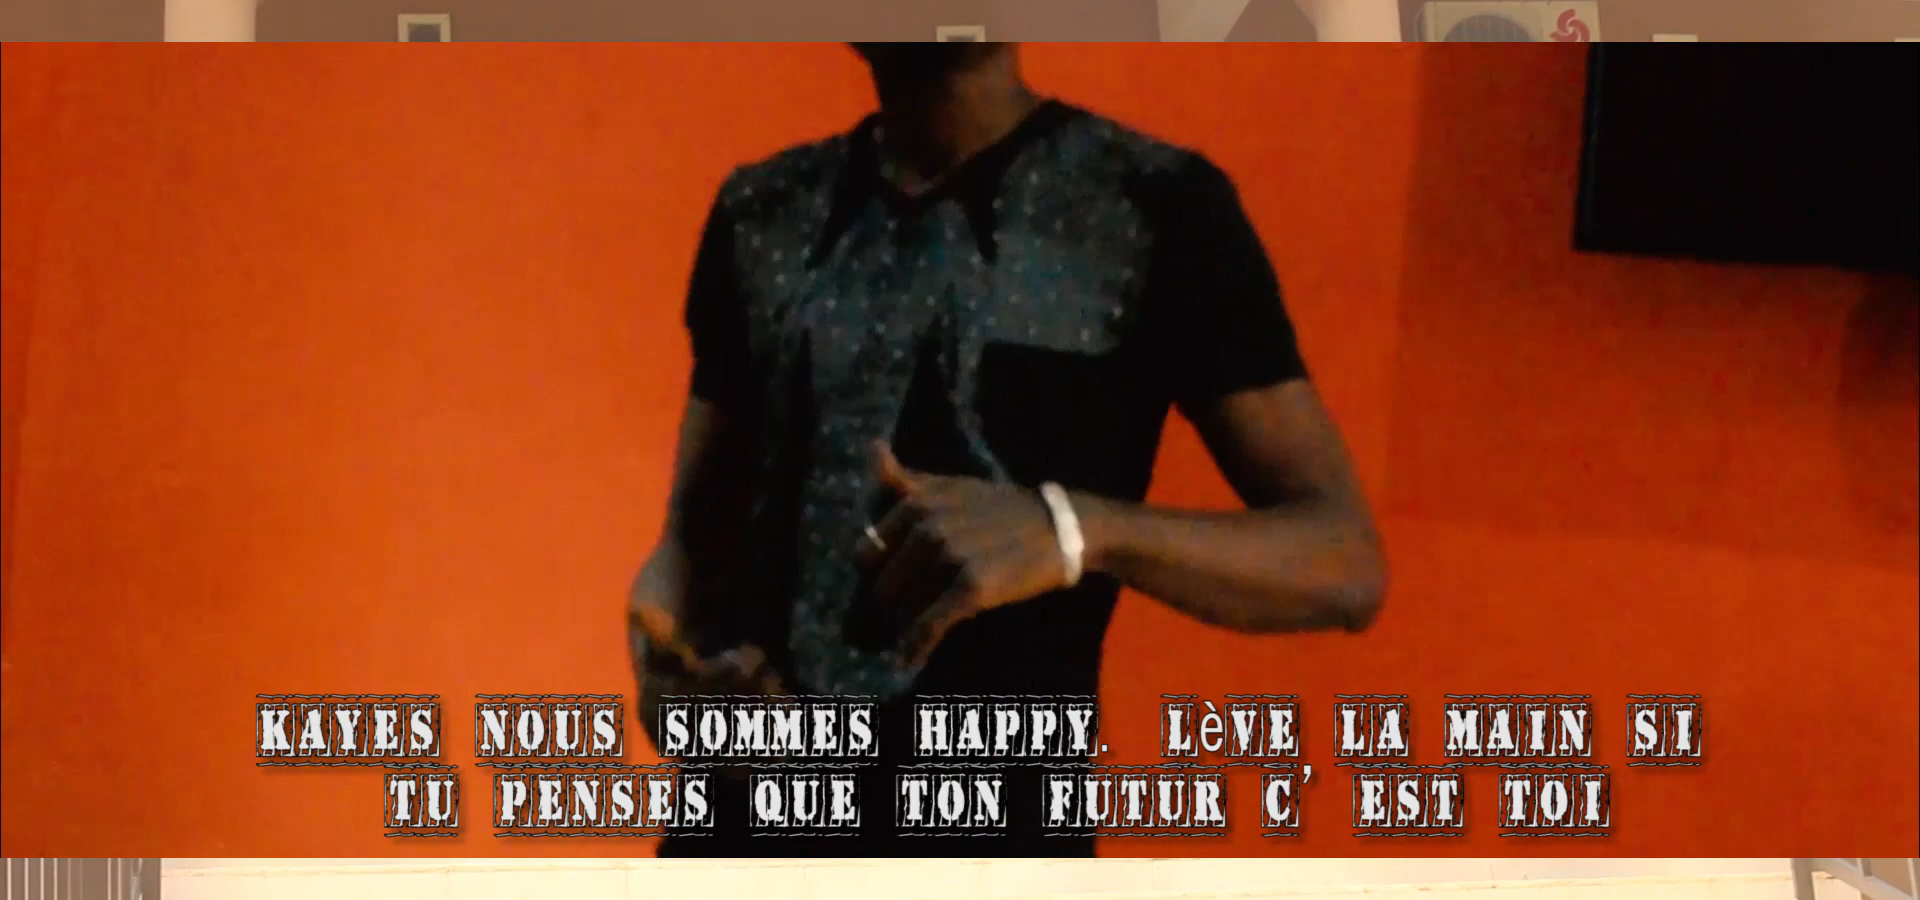 KAYES NOUS SOMMES HAPPY. LèVE LA MAIN SI
TU PENSES QUE TON FUTUR C' EST TOI